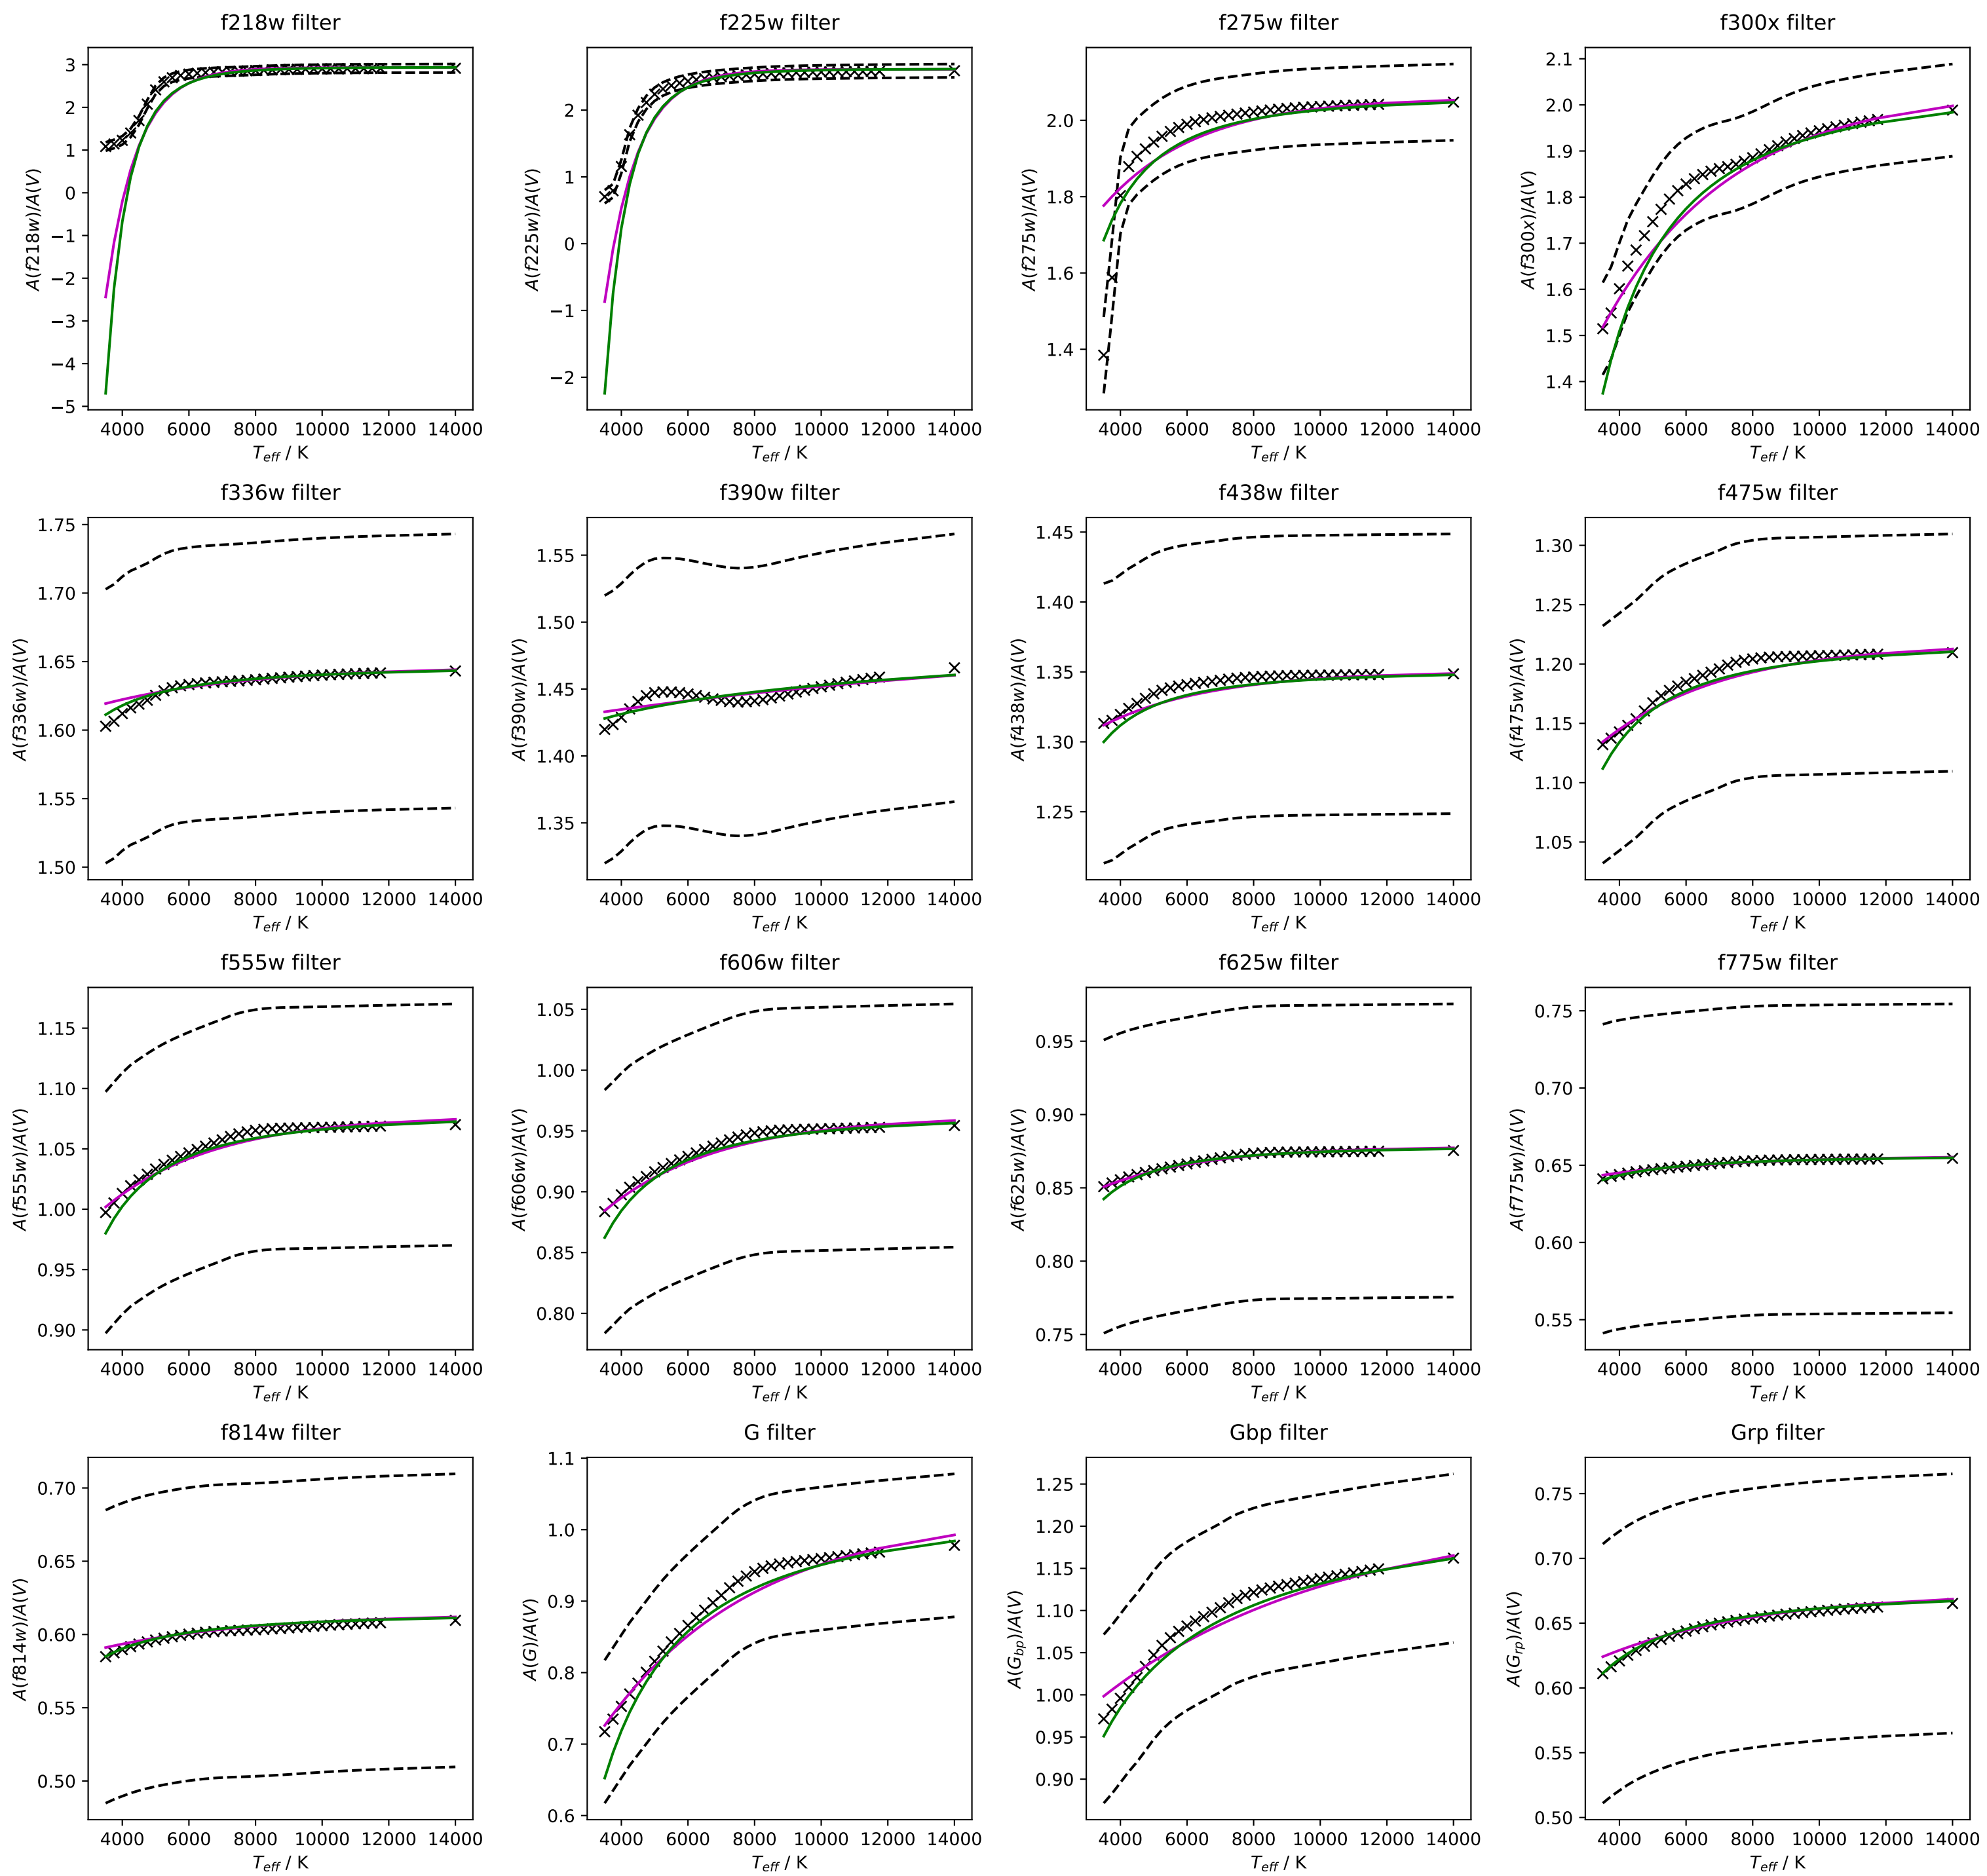 f218w filter
A(f218w)/A(V)
3
2
1
0
−1
−2
−3
−4
−5
4000 6000 8000 10000 12000 14000
T_eff / K
f225w filter
A(f225w)/A(V)
2
1
0
−1
−2
4000 6000 8000 10000 12000 14000
T_eff / K
f275w filter
A(f275w)/A(V)
2.0
1.8
1.6
1.4
4000 6000 8000 10000 12000 14000
T_eff / K
f300x filter
A(f300x)/A(V)
2.1
2.0
1.9
1.8
1.7
1.6
1.5
1.4
4000 6000 8000 10000 12000 14000
T_eff / K
f336w filter
A(f336w)/A(V)
1.75
1.70
1.65
1.60
1.55
1.50
4000 6000 8000 10000 12000 14000
T_eff / K
f390w filter
A(f390w)/A(V)
1.55
1.50
1.45
1.40
1.35
4000 6000 8000 10000 12000 14000
T_eff / K
f438w filter
A(f438w)/A(V)
1.45
1.40
1.35
1.30
1.25
4000 6000 8000 10000 12000 14000
T_eff / K
f475w filter
A(f475w)/A(V)
1.30
1.25
1.20
1.15
1.10
1.05
4000 6000 8000 10000 12000 14000
T_eff / K
f555w filter
A(f555w)/A(V)
1.15
1.10
1.05
1.00
0.95
0.90
4000 6000 8000 10000 12000 14000
T_eff / K
f606w filter
A(f606w)/A(V)
1.05
1.00
0.95
0.90
0.85
0.80
4000 6000 8000 10000 12000 14000
T_eff / K
f625w filter
A(f625w)/A(V)
0.95
0.90
0.85
0.80
0.75
4000 6000 8000 10000 12000 14000
T_eff / K
f775w filter
A(f775w)/A(V)
0.75
0.70
0.65
0.60
0.55
4000 6000 8000 10000 12000 14000
T_eff / K
f814w filter
A(f814w)/A(V)
0.70
0.65
0.60
0.55
0.50
4000 6000 8000 10000 12000 14000
T_eff / K
G filter
A(G)/A(V)
1.1
1.0
0.9
0.8
0.7
0.6
4000 6000 8000 10000 12000 14000
T_eff / K
Gbp filter
A(G_bp)/A(V)
1.25
1.20
1.15
1.10
1.05
1.00
0.95
0.90
4000 6000 8000 10000 12000 14000
T_eff / K
Grp filter
A(G_rp)/A(V)
0.75
0.70
0.65
0.60
0.55
0.50
4000 6000 8000 10000 12000 14000
T_eff / K